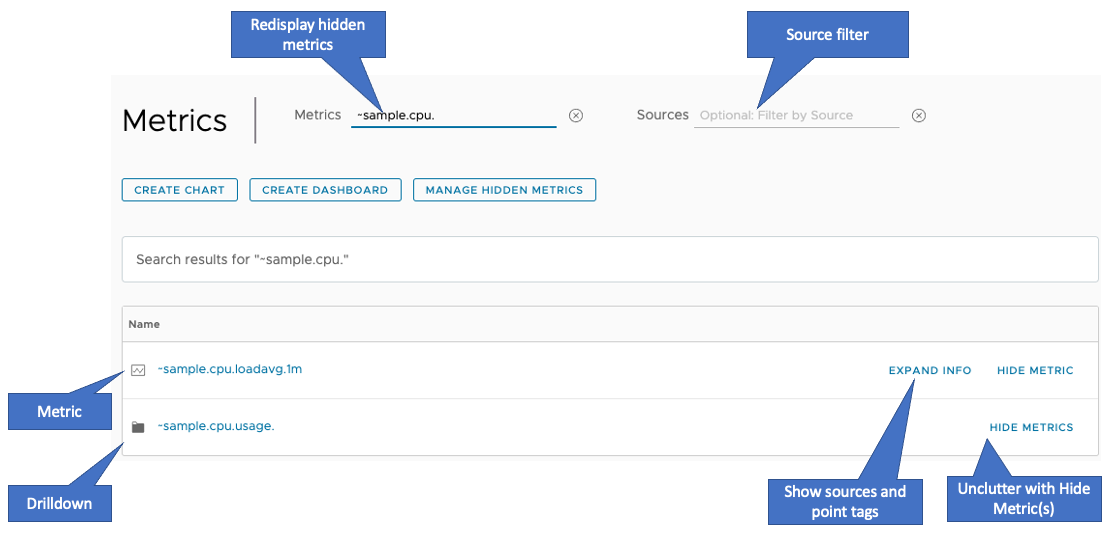 Redisplay hidden
metrics
Source filter
Metrics
Metrics ~sample.cpu.
Sources Optional: Filter by Source
CREATE CHART
CREATE DASHBOARD
MANAGE HIDDEN METRICS
Search results for "~sample.cpu."
Name
~sample.cpu.loadavg.1m
EXPAND INFO
HIDE METRIC
Metric
~sample.cpu.usage.
HIDE METRICS
Drilldown
Show sources and
point tags
Unclutter with Hide
Metric(s)